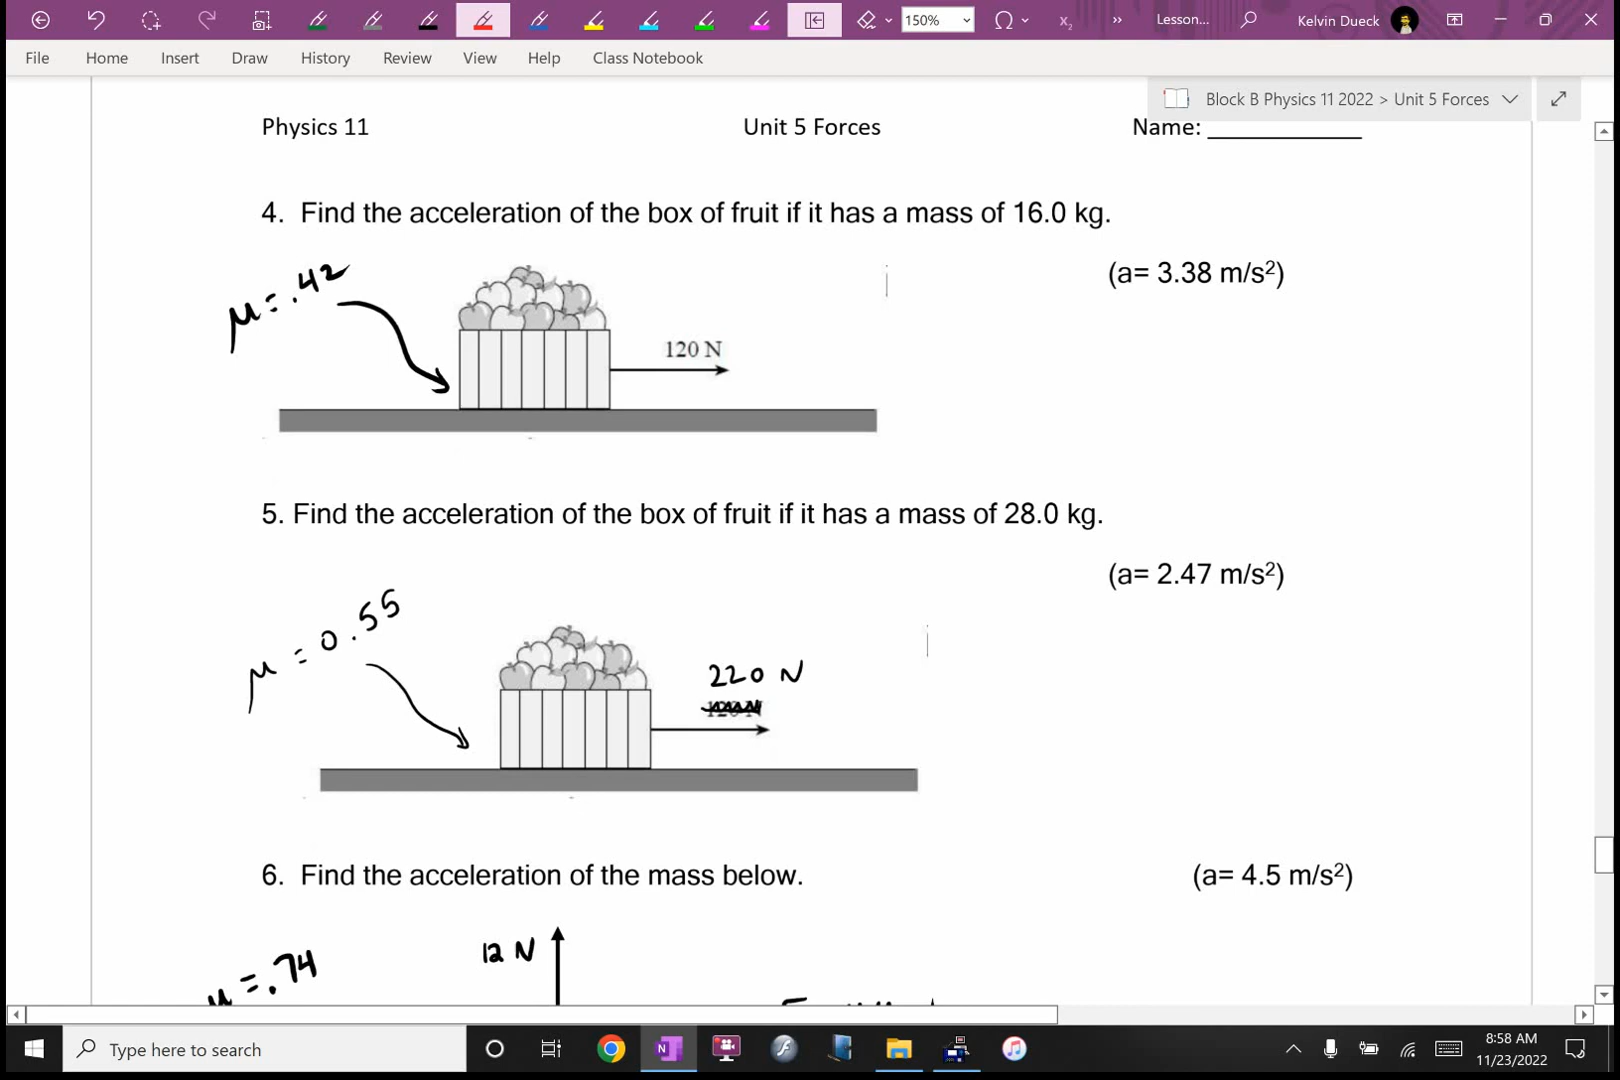 150%
Lesson...
Kelvin Dueck
File Home Insert Draw History Review View Help Class Notebook
Block B Physics 11 2022 > Unit 5 Forces
Physics 11 Unit 5 Forces Name: ____________
4. Find the acceleration of the box of fruit if it has a mass of 16.0 kg.
(a= 3.38 m/s²)
μ = .42
120 N
5. Find the acceleration of the box of fruit if it has a mass of 28.0 kg.
(a= 2.47 m/s²)
μ = 0.55
220 N
6. Find the acceleration of the mass below. (a= 4.5 m/s²)
12 N
μ = .74
Type here to search
8:58 AM
11/23/2022